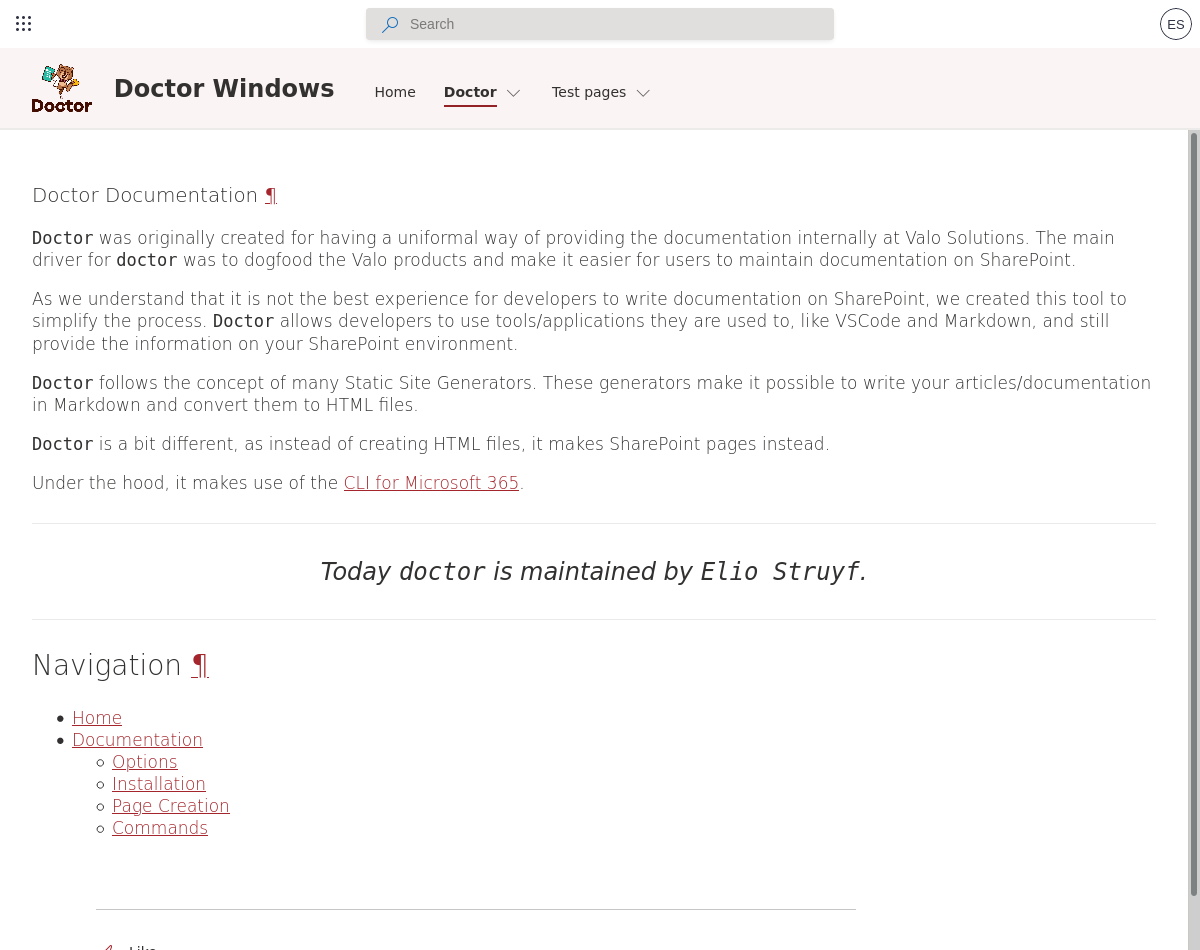 Search
ES
Doctor
Doctor Windows
Home
Doctor
Test pages
Doctor Documentation ¶
Doctor was originally created for having a uniformal way of providing the documentation internally at Valo Solutions. The main
driver for doctor was to dogfood the Valo products and make it easier for users to maintain documentation on SharePoint.
As we understand that it is not the best experience for developers to write documentation on SharePoint, we created this tool to
simplify the process. Doctor allows developers to use tools/applications they are used to, like VSCode and Markdown, and still
provide the information on your SharePoint environment.
Doctor follows the concept of many Static Site Generators. These generators make it possible to write your articles/documentation
in Markdown and convert them to HTML files.
Doctor is a bit different, as instead of creating HTML files, it makes SharePoint pages instead.
Under the hood, it makes use of the CLI for Microsoft 365.
Today doctor is maintained by Elio Struyf.
Navigation ¶
Home
Documentation
Options
Installation
Page Creation
Commands
Like